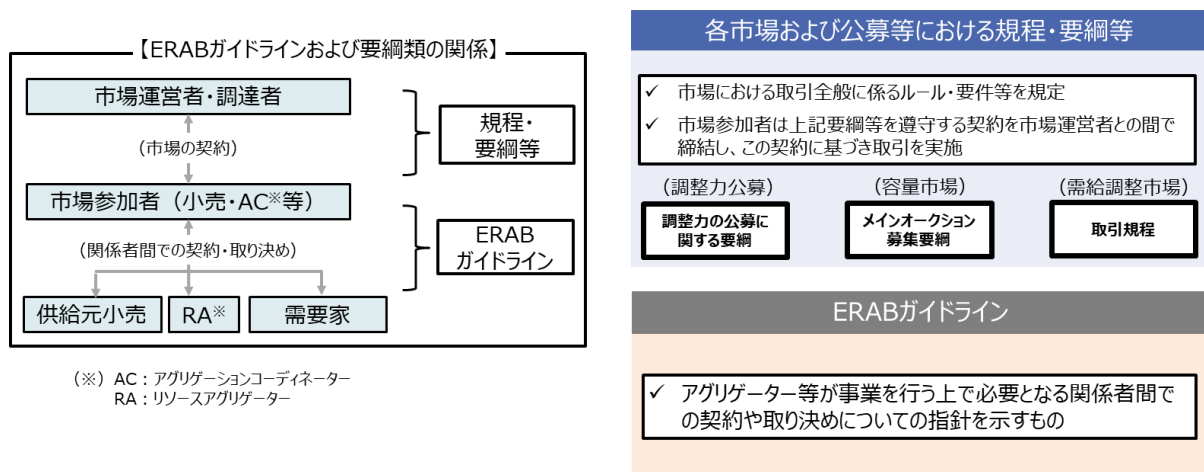 【ERABガイドラインおよび要綱類の関係】
市場運営者・調達者
(市場の契約)
市場参加者（小売・AC※等）
(関係者間での契約・取り決め)
供給元小売
RA※
需要家
規程・
要綱等
ERAB
ガイドライン
(※) AC：アグリゲーションコーディネーター
RA：リソースアグリゲーター
各市場および公募等における規程・要綱等
✓ 市場における取引全般に係るルール・要件等を規定
✓ 市場参加者は上記要綱等を遵守する契約を市場運営者との間で
締結し、この契約に基づき取引を実施
(調整力公募)
(容量市場)
(需給調整市場)
調整力の公募に
関する要綱
メインオークション
募集要綱
取引規程
ERABガイドライン
✓ アグリゲーター等が事業を行う上で必要となる関係者間で
の契約や取り決めについての指針を示すもの